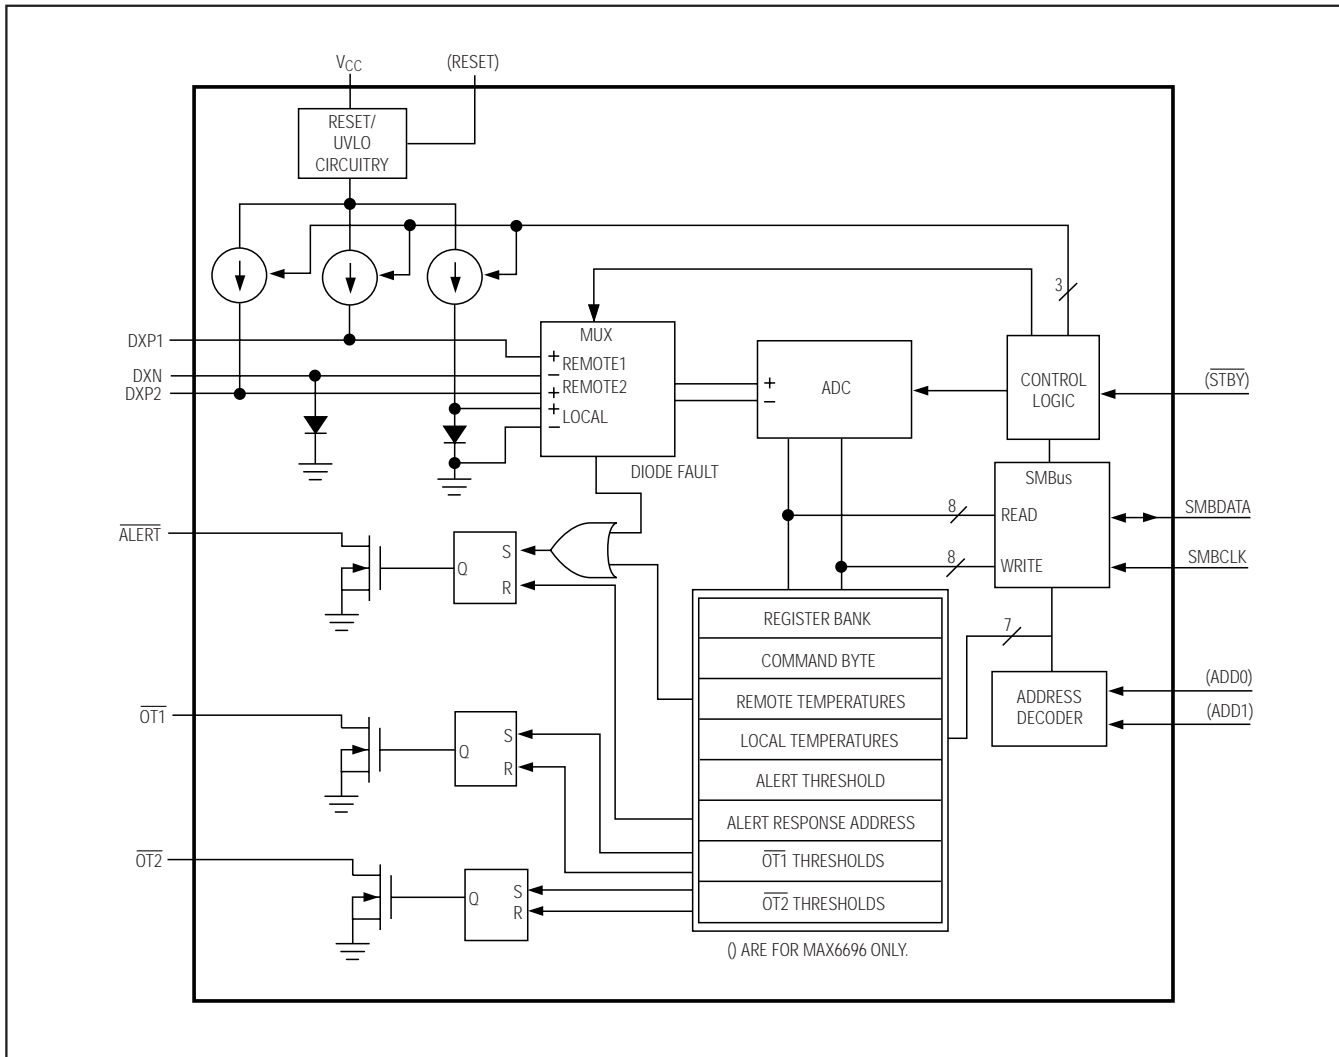 VCC
(RESET)
RESET/
UVLO
CIRCUITRY
3
DXP1
DXN
DXP2
MUX
+ REMOTE1
−
+ REMOTE2
+ LOCAL
−
+
−
ADC
CONTROL
LOGIC
(STBY)
DIODE FAULT
SMBus
8
READ
SMBDATA
8
WRITE
SMBCLK
ALERT
Q
S
R
7
ADDRESS
DECODER
(ADD0)
(ADD1)
REGISTER BANK
COMMAND BYTE
REMOTE TEMPERATURES
LOCAL TEMPERATURES
ALERT THRESHOLD
ALERT RESPONSE ADDRESS
OT1 THRESHOLDS
OT2 THRESHOLDS
OT1
Q
S
R
OT2
Q
S
R
() ARE FOR MAX6696 ONLY.